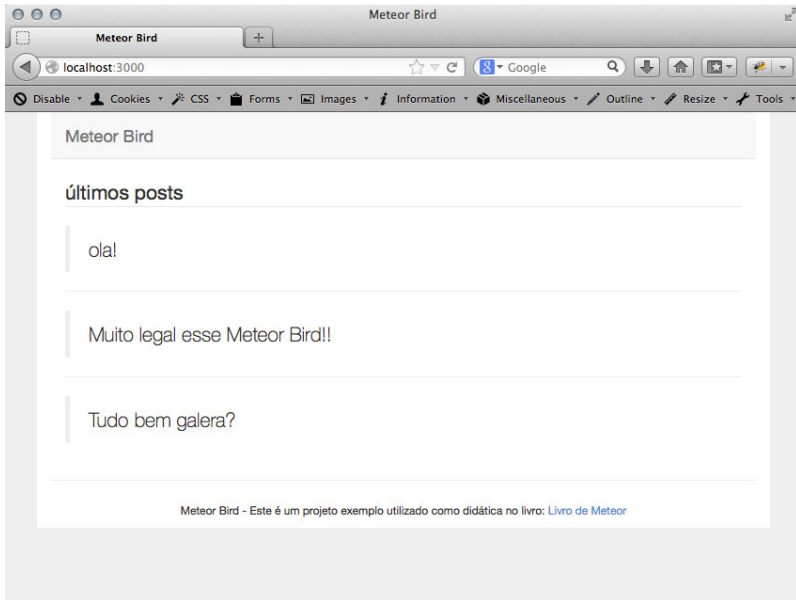 Meteor Bird
Meteor Bird
localhost:3000 Google
Disable Cookies CSS Forms Images Information Miscellaneous Outline Resize Tools
Meteor Bird
últimos posts
ola!
Muito legal esse Meteor Bird!!
Tudo bem galera?
Meteor Bird - Este é um projeto exemplo utilizado como didática no livro: Livro de Meteor